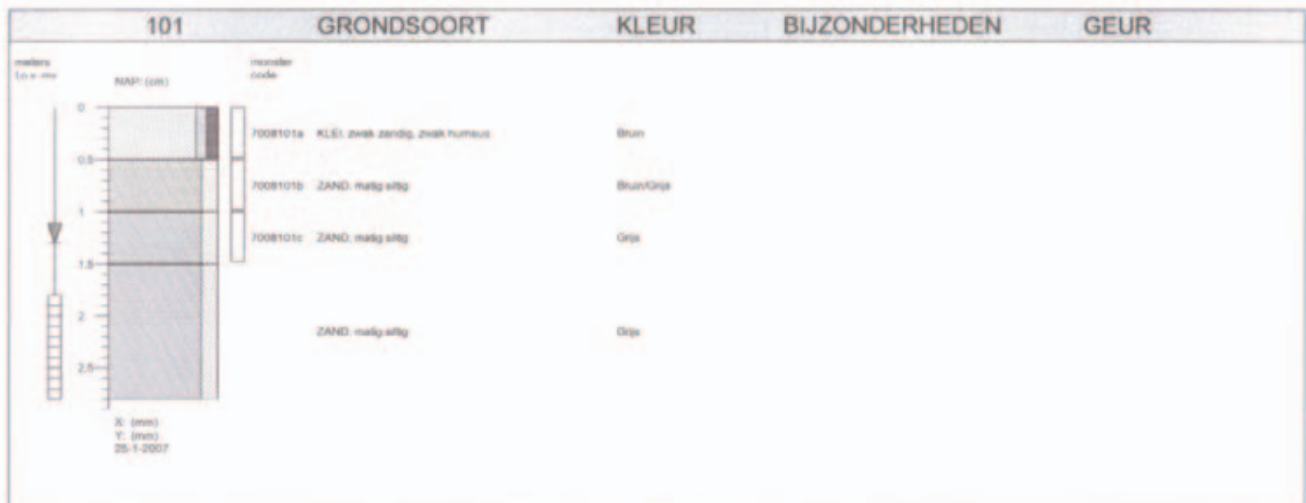 101 GRONDSOORT KLEUR BIJZONDERHEDEN GEUR
meters monster
t.o.v. mv NAP: (cm) code
0
7008101a KLEI, zwak zandig, zwak humeus Bruin
0.5
7008101b ZAND, matig siltig Bruin/Grijs
1
7008101c ZAND, matig siltig Grijs
1.5
2
ZAND, matig siltig Grijs
2.5
X: (mm)
Y: (mm)
25-1-2007